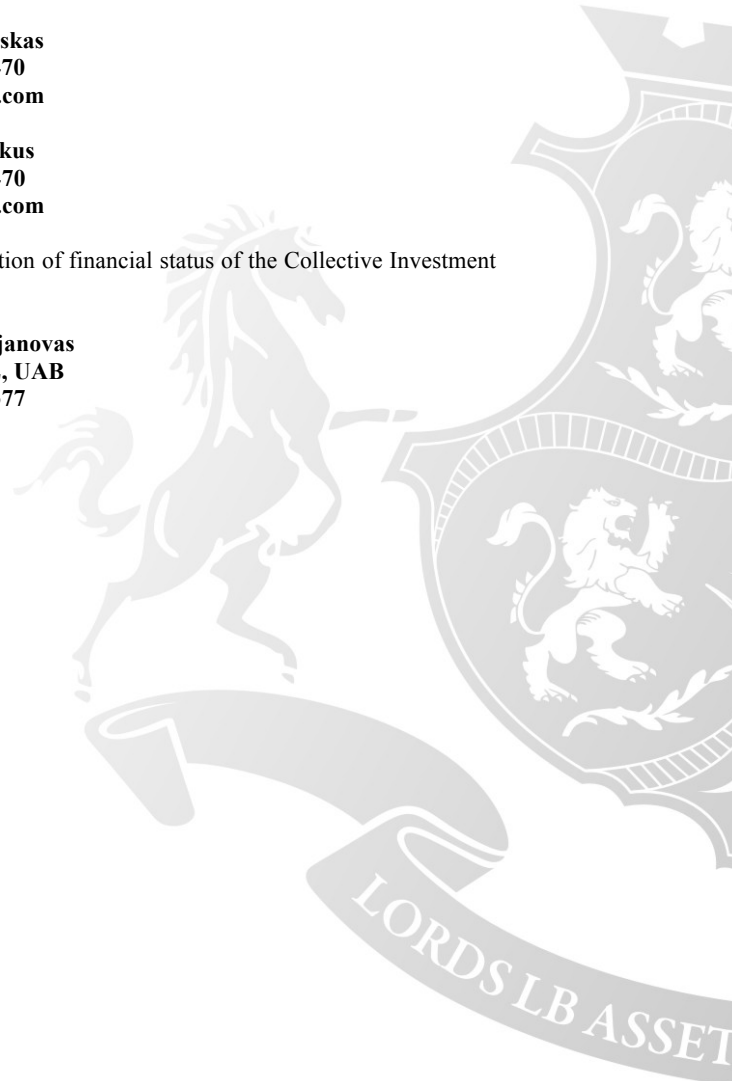 skas
70
.com
kus
70
.com
tion of financial status of the Collective Investment
janovas
, UAB
577
LORDS LB ASSET